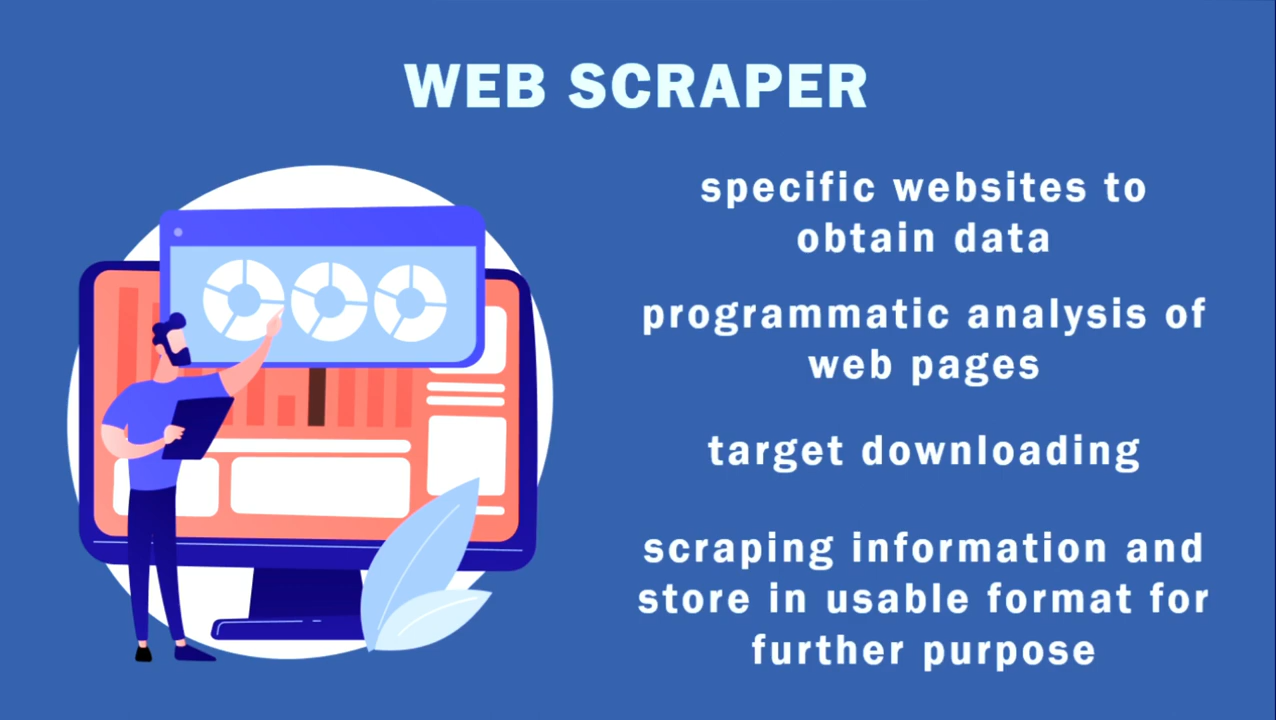 WEB SCRAPER
specific websites to
obtain data
programmatic analysis of
web pages
target downloading
scraping information and
store in usable format for
further purpose